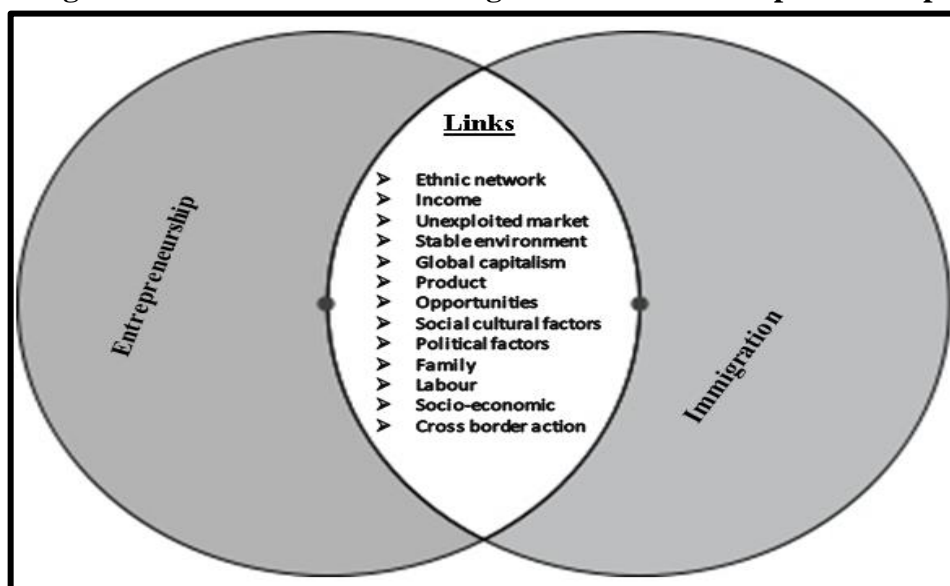 Entrepreneurship
Links
➤ Ethnic network
➤ Income
➤ Unexploited market
➤ Stable environment
➤ Global capitalism
➤ Product
➤ Opportunities
➤ Social cultural factors
➤ Political factors
➤ Family
➤ Labour
➤ Socio-economic
➤ Cross border action
Immigration